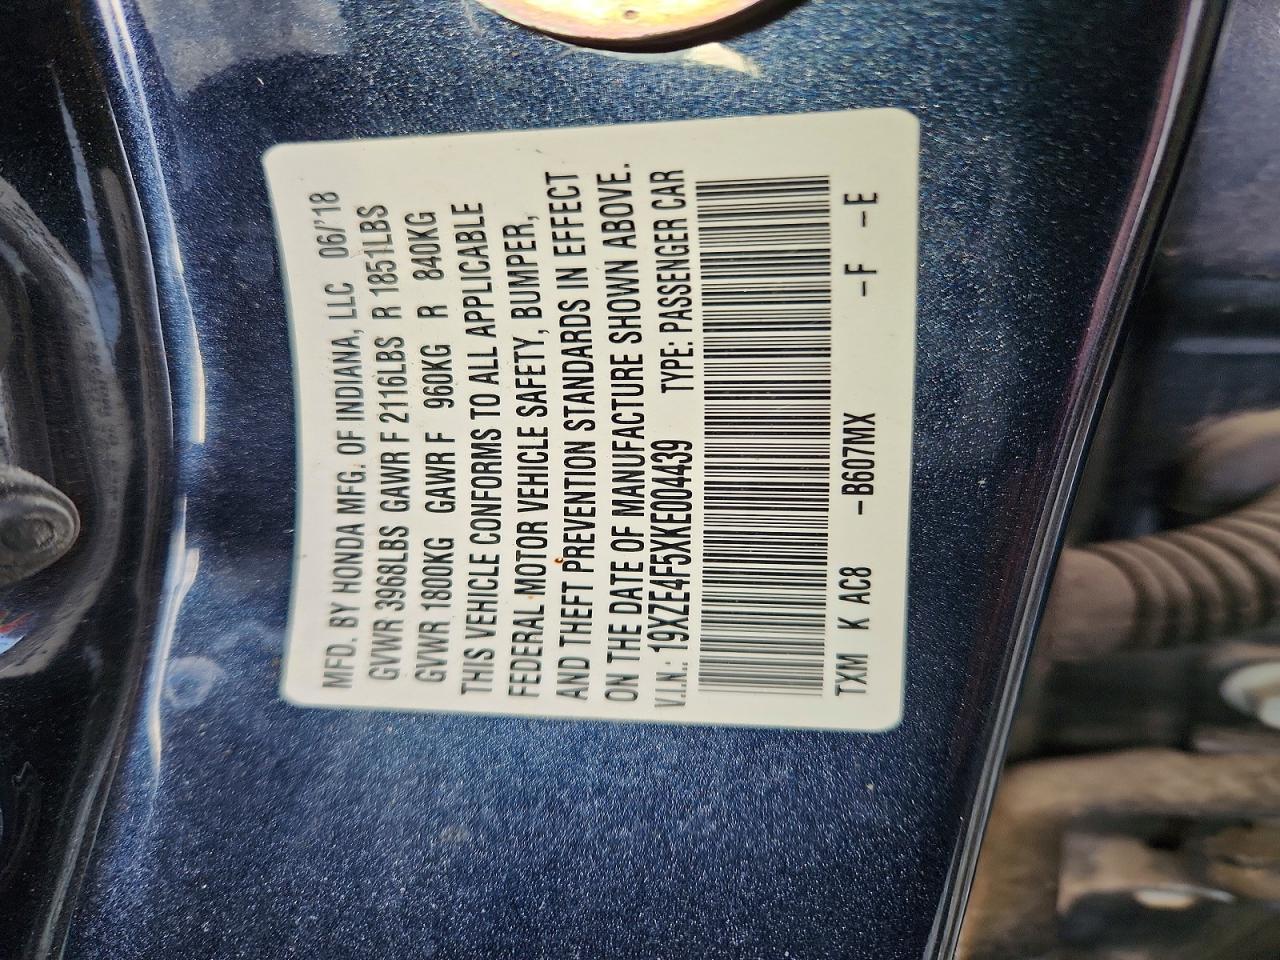 MFD. BY HONDA MFG. OF INDIANA, LLC 06/'18
GVWR 3968LBS GAWR F 2116LBS R 1851LBS
GVWR 1800KG GAWR F 960KG R 840KG
THIS VEHICLE CONFORMS TO ALL APPLICABLE
FEDERAL MOTOR VEHICLE SAFETY, BUMPER,
AND THEFT PREVENTION STANDARDS IN EFFECT
ON THE DATE OF MANUFACTURE SHOWN ABOVE.
V.I.N.: 19XZE4F5XKE004439 TYPE: PASSENGER CAR
TXM K AC8 -B607MX -F -E